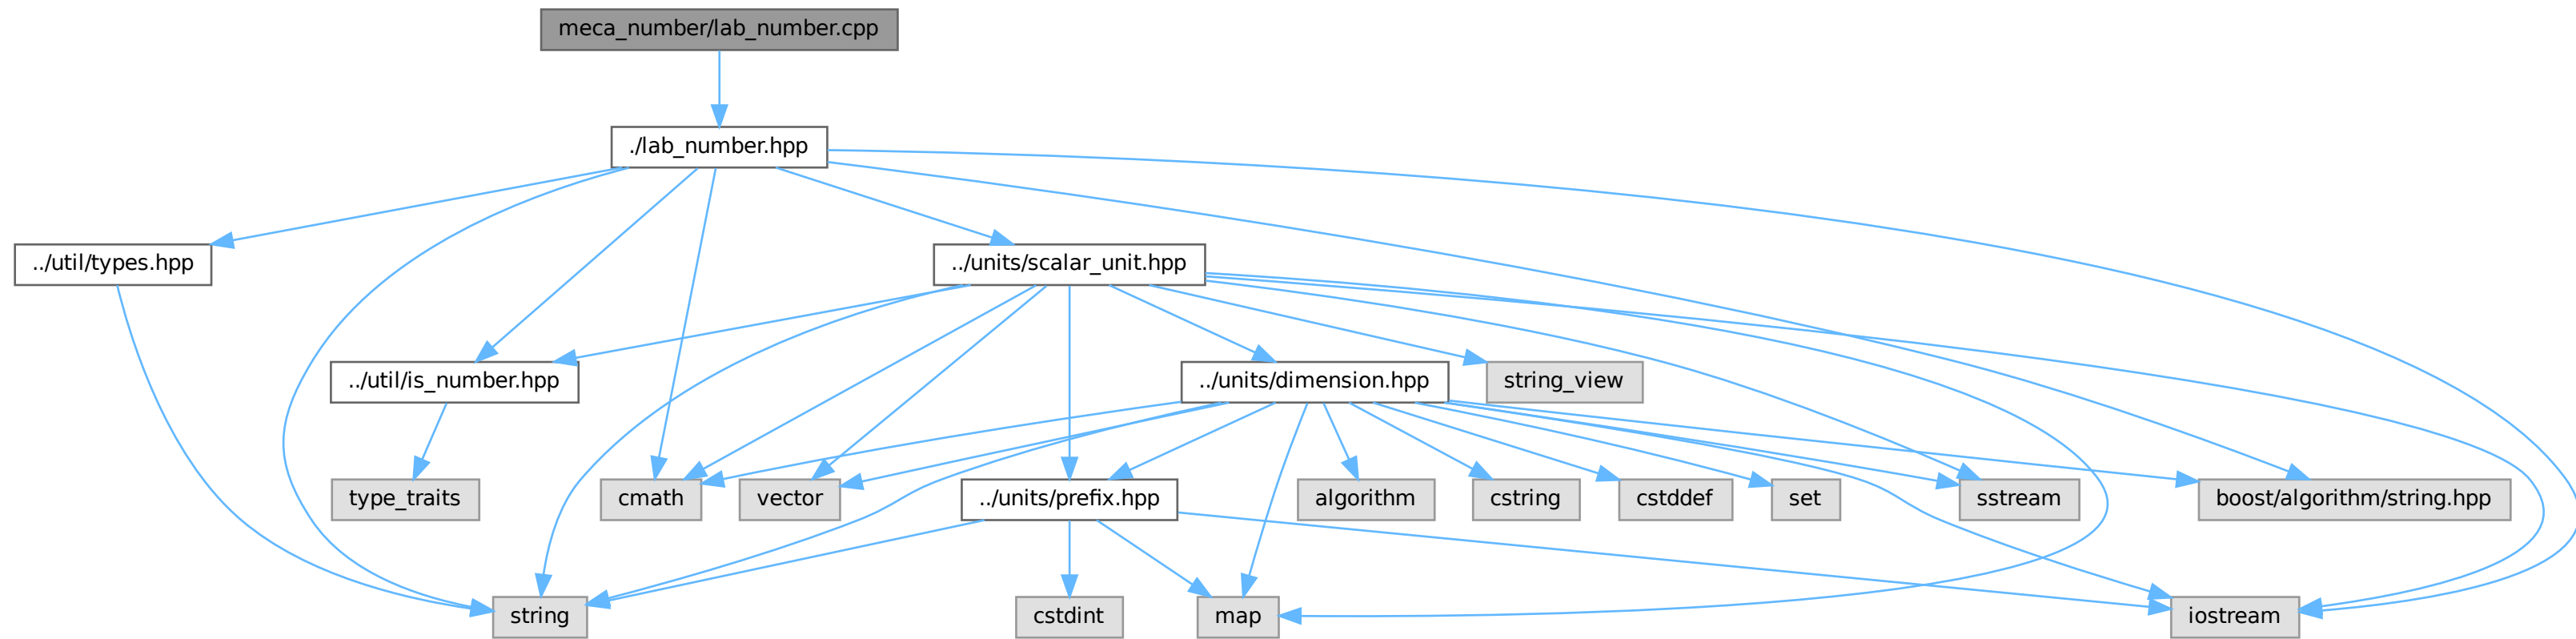 meca_number/lab_number.cpp
./lab_number.hpp
../util/types.hpp
../units/scalar_unit.hpp
../util/is_number.hpp
../units/dimension.hpp
string_view
type_traits
cmath
vector
../units/prefix.hpp
algorithm
cstring
cstddef
set
sstream
boost/algorithm/string.hpp
string
cstdint
map
iostream